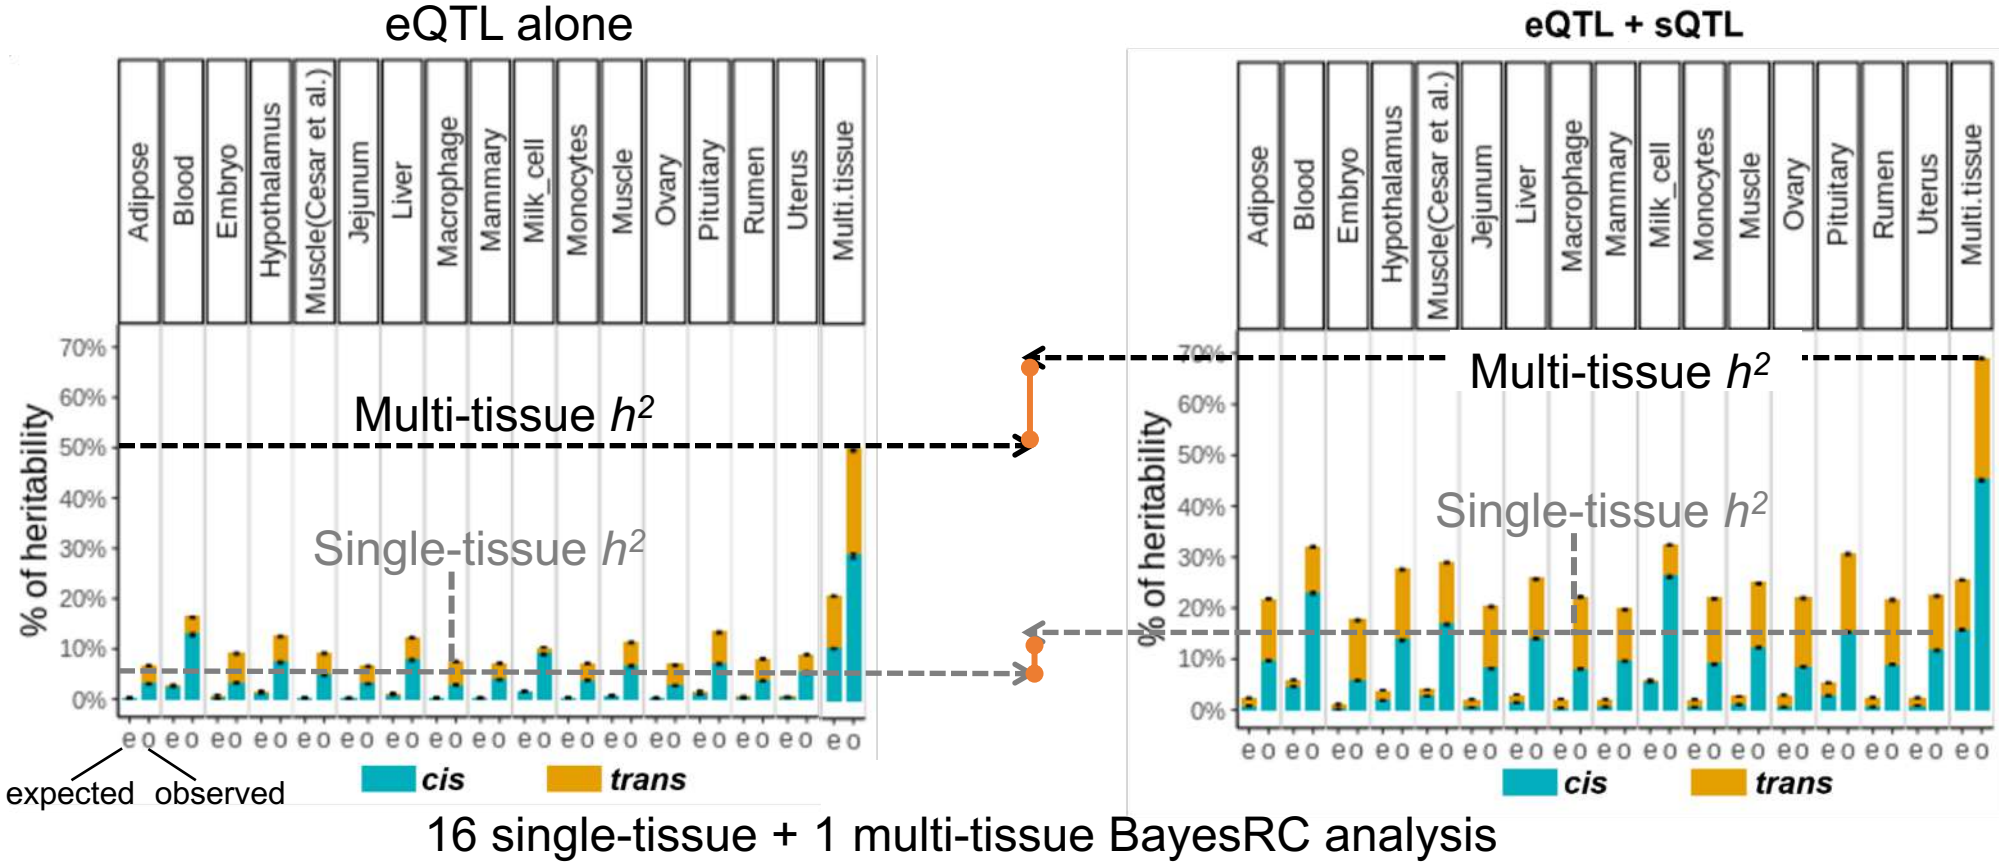 eQTL alone
Adipose
Blood
Embryo
Hypothalamus
Muscle(Cesar et al.)
Jejunum
Liver
Macrophage
Mammary
Milk_cell
Monocytes
Muscle
Ovary
Pituitary
Rumen
Uterus
Multi.tissue
% of heritability
70%
60%
50%
40%
30%
20%
10%
0%
Multi-tissue h²
Single-tissue h²
e o e o e o e o e o e o e o e o e o e o e o e o e o e o e o e o e o
expected observed
cis trans
eQTL + sQTL
Adipose
Blood
Embryo
Hypothalamus
Muscle(Cesar et al.)
Jejunum
Liver
Macrophage
Mammary
Milk_cell
Monocytes
Muscle
Ovary
Pituitary
Rumen
Uterus
Multi.tissue
% of heritability
70%
60%
50%
40%
30%
20%
10%
0%
Multi-tissue h²
Single-tissue h²
e o e o e o e o e o e o e o e o e o e o e o e o e o e o e o e o e o
cis trans
16 single-tissue + 1 multi-tissue BayesRC analysis